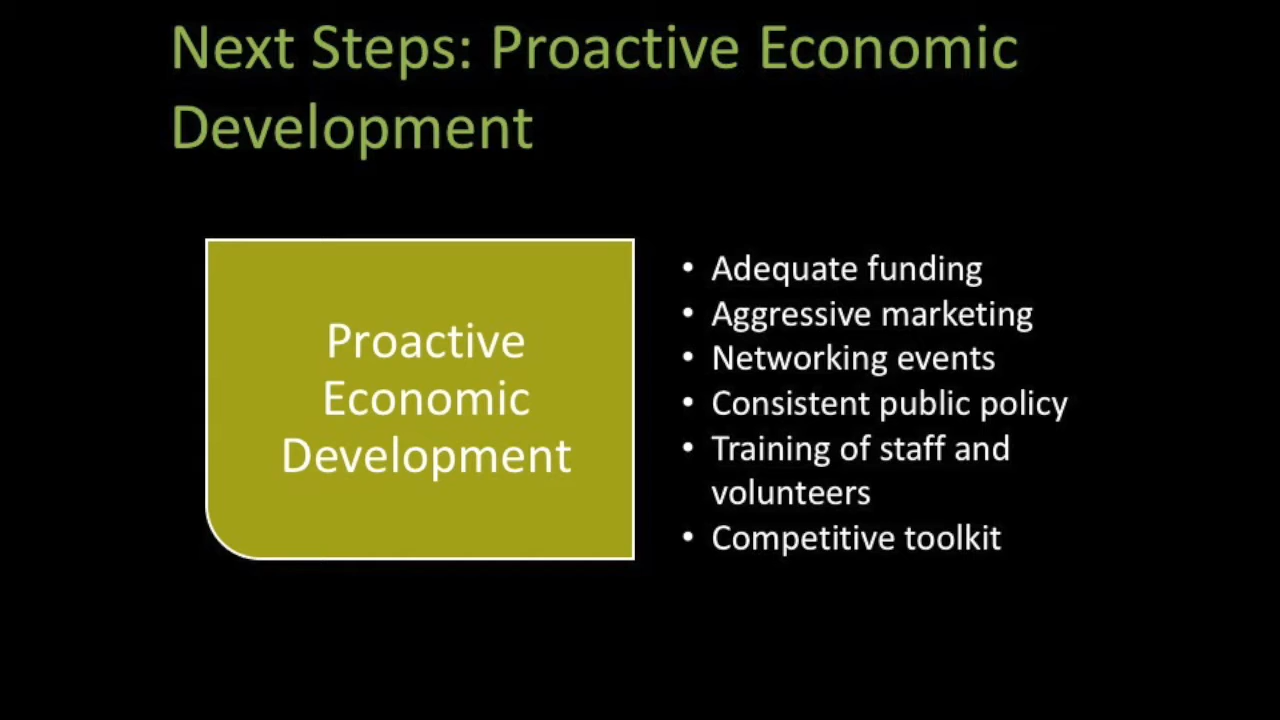 Next Steps: Proactive Economic
Development
Proactive
Economic
Development
• Adequate funding
• Aggressive marketing
• Networking events
• Consistent public policy
• Training of staff and
volunteers
• Competitive toolkit